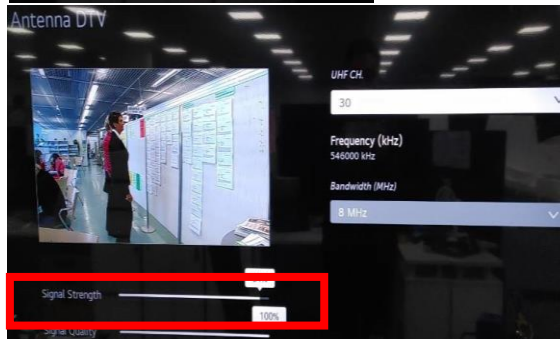 Antenna DTV
UHF CH.
30
Frequency (kHz)
546000 kHz
Bandwidth (MHz)
8 MHz
Signal Strength
100%
Signal Quality